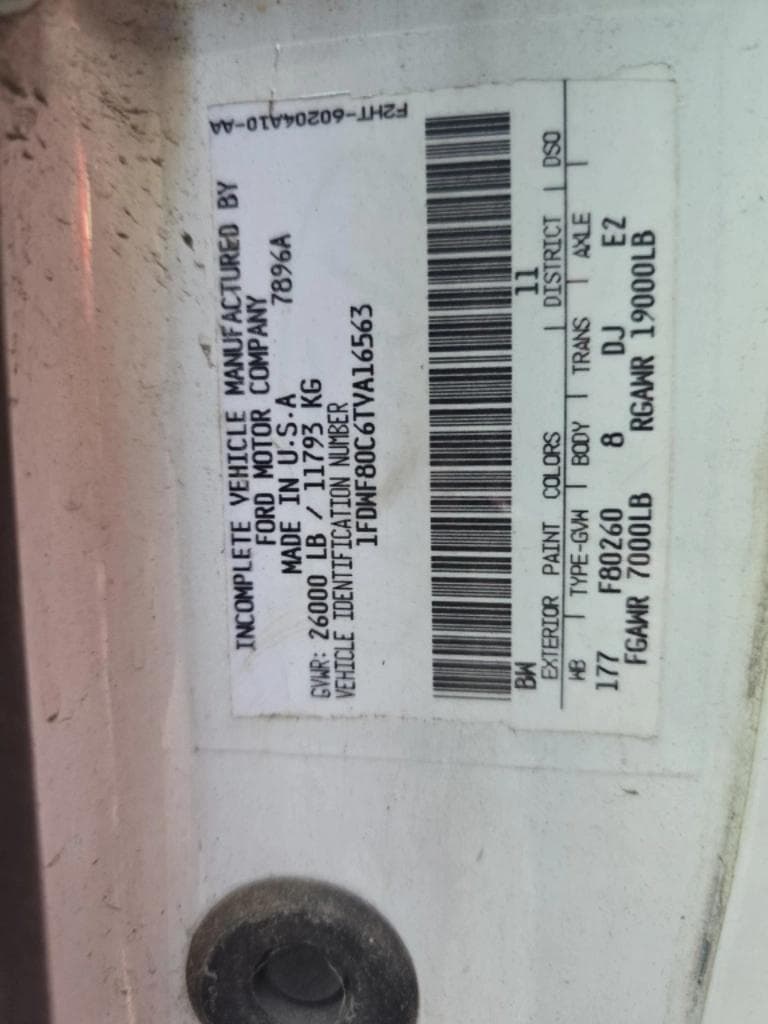 F2HT-60204A10-AA
INCOMPLETE VEHICLE MANUFACTURED BY
FORD MOTOR COMPANY
MADE IN U.S.A 7896A
GVWR: 26000 LB / 11793 KG
VEHICLE IDENTIFICATION NUMBER
1FDWF80C6TVA16563
BW 11
EXTERIOR PAINT COLORS DISTRICT DSO
WB TYPE-GVW BODY TRANS AXLE
177 F80260 8 DJ E2
FGAWR 7000LB RGAWR 19000LB